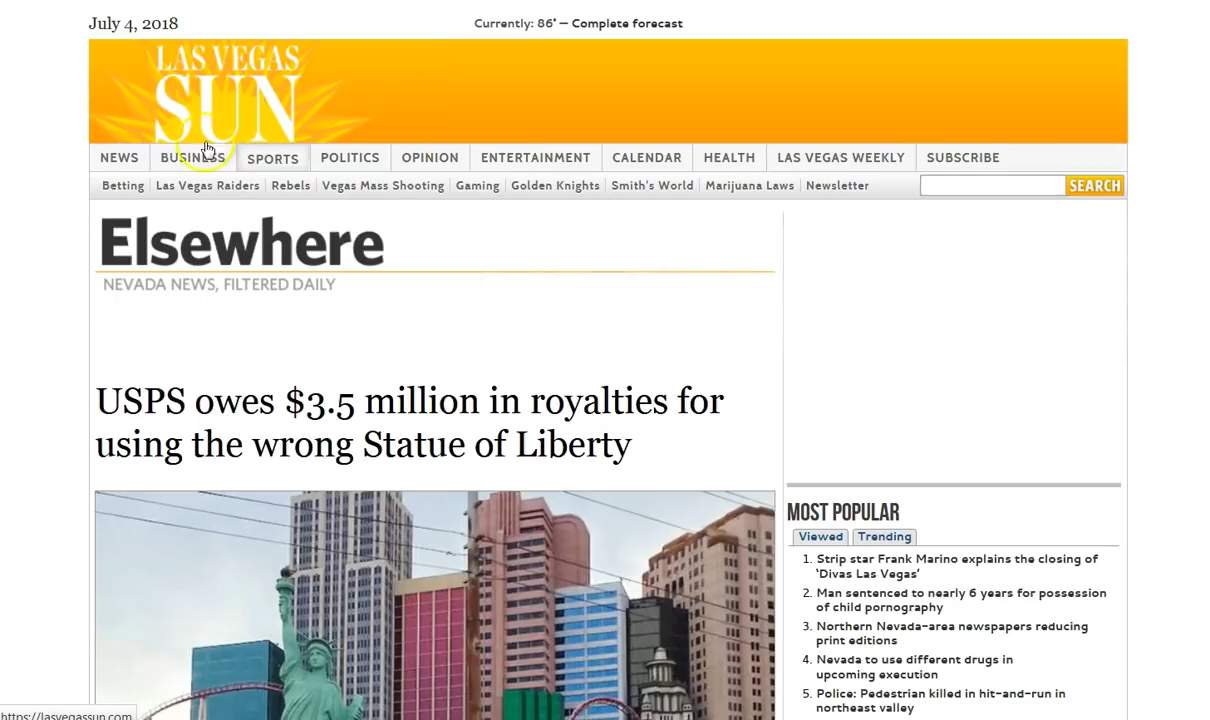 July 4, 2018
Currently: 86° — Complete forecast
LAS VEGAS
SUN
NEWS BUSINESS SPORTS POLITICS OPINION ENTERTAINMENT CALENDAR HEALTH LAS VEGAS WEEKLY SUBSCRIBE
Betting Las Vegas Raiders Rebels Vegas Mass Shooting Gaming Golden Knights Smith's World Marijuana Laws Newsletter SEARCH
Elsewhere
NEVADA NEWS, FILTERED DAILY
USPS owes $3.5 million in royalties for
using the wrong Statue of Liberty
MOST POPULAR
Viewed Trending
1. Strip star Frank Marino explains the closing of
‘Divas Las Vegas’
2. Man sentenced to nearly 6 years for possession
of child pornography
3. Northern Nevada-area newspapers reducing
print editions
4. Nevada to use different drugs in
upcoming execution
5. Police: Pedestrian killed in hit-and-run in
northeast valley
https://lasvegassun.com